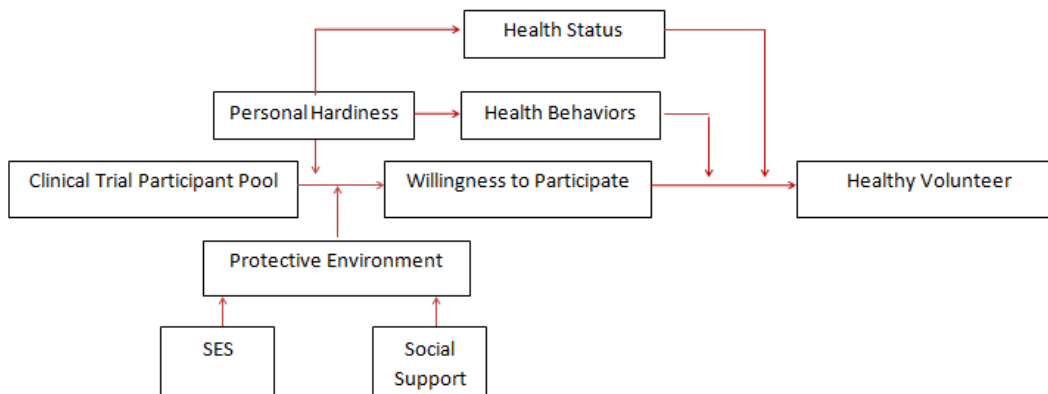 Health Status
Personal Hardiness
Health Behaviors
Clinical Trial Participant Pool
Willingness to Participate
Healthy Volunteer
Protective Environment
SES
Social
Support